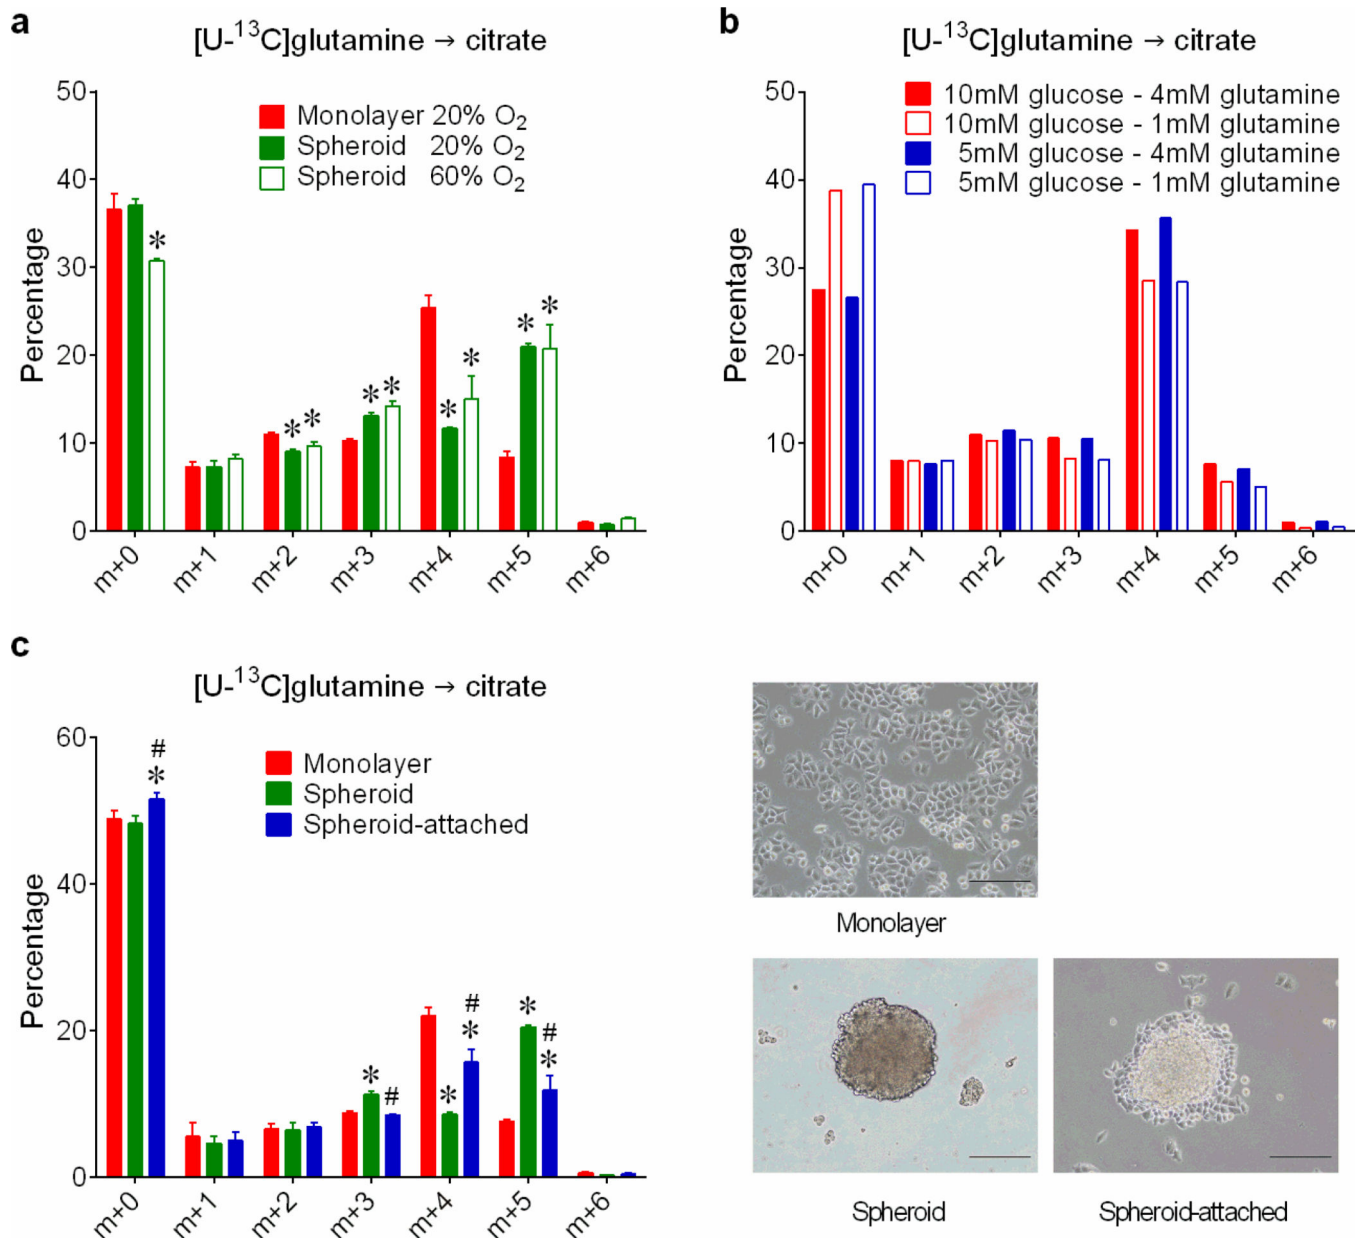 a
[U-¹³C]glutamine → citrate
Monolayer 20% O₂
Spheroid 20% O₂
Spheroid 60% O₂
Percentage
50
40
30
20
10
0
* * * * * * * * *
m+0 m+1 m+2 m+3 m+4 m+5 m+6
b
[U-¹³C]glutamine → citrate
10mM glucose - 4mM glutamine
10mM glucose - 1mM glutamine
5mM glucose - 4mM glutamine
5mM glucose - 1mM glutamine
Percentage
50
40
30
20
10
0
m+0 m+1 m+2 m+3 m+4 m+5 m+6
c
[U-¹³C]glutamine → citrate
Monolayer
Spheroid
Spheroid-attached
Percentage
60
40
20
0
# # #
* * # * * * *
m+0 m+1 m+2 m+3 m+4 m+5 m+6
Monolayer
Spheroid
Spheroid-attached